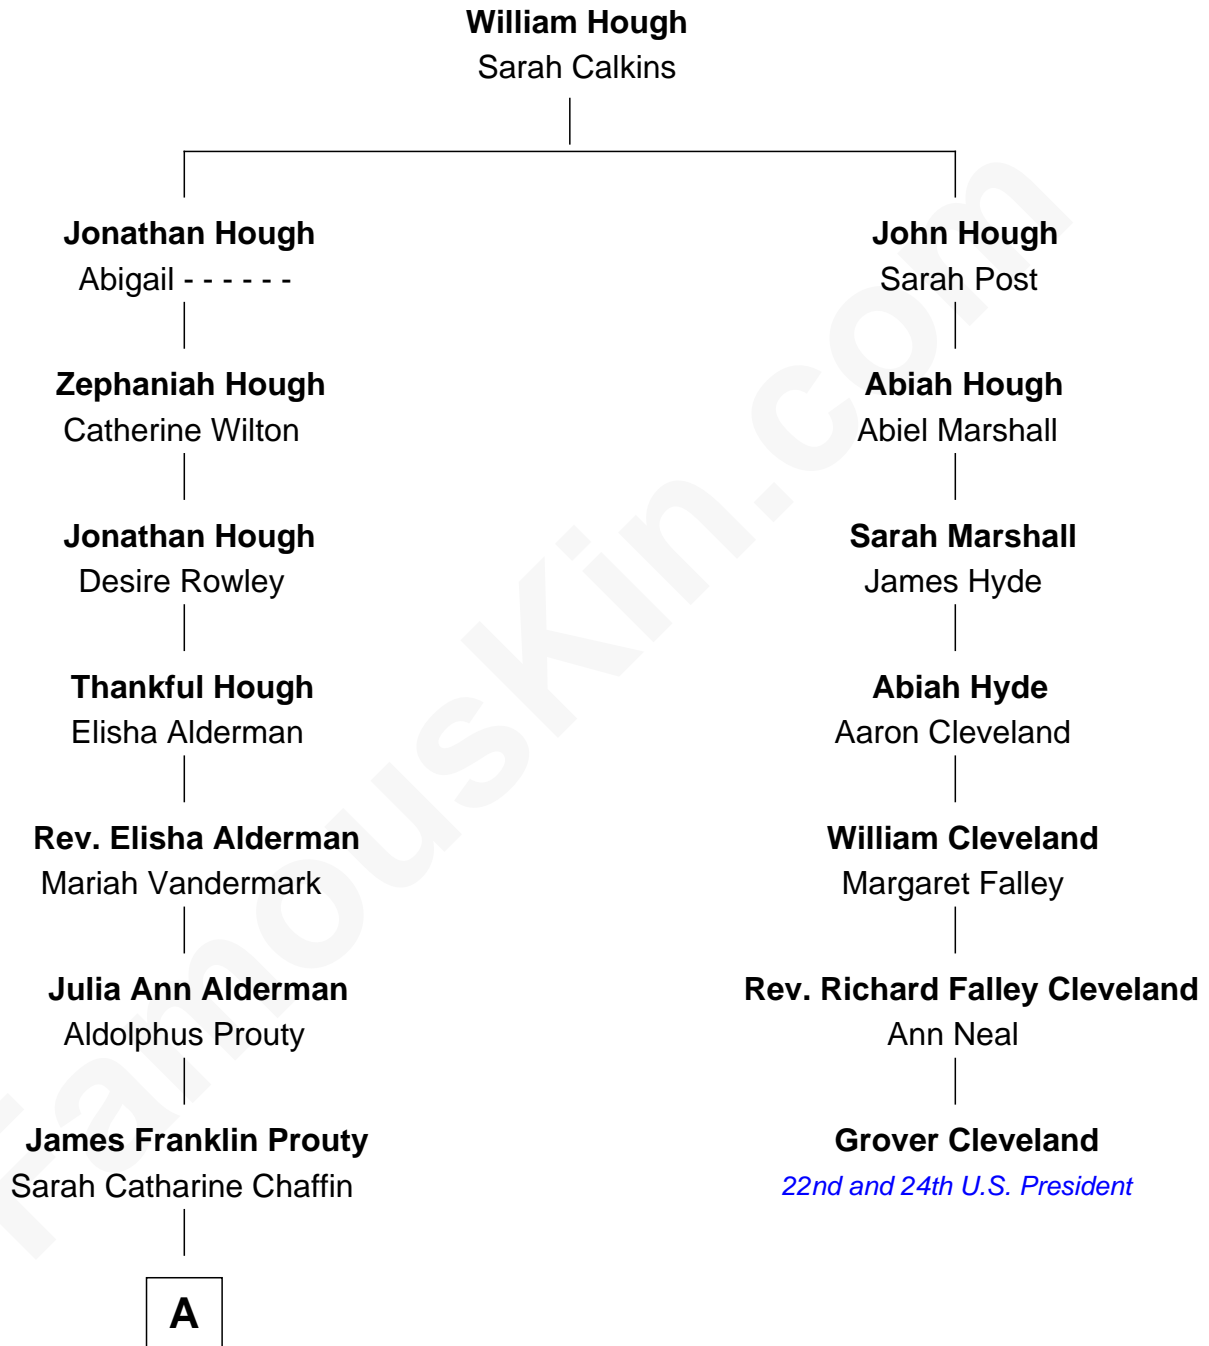 William Hough
Sarah Calkins
Jonathan Hough
Abigail - - - - - -
John Hough
Sarah Post
Zephaniah Hough
Catherine Wilton
Abiah Hough
Abiel Marshall
Jonathan Hough
Desire Rowley
Sarah Marshall
James Hyde
Thankful Hough
Elisha Alderman
Abiah Hyde
Aaron Cleveland
Rev. Elisha Alderman
Mariah Vandermark
William Cleveland
Margaret Falley
Julia Ann Alderman
Aldolphus Prouty
Rev. Richard Falley Cleveland
Ann Neal
James Franklin Prouty
Sarah Catharine Chaffin
Grover Cleveland
22nd and 24th U.S. President
A
FamousKin.com